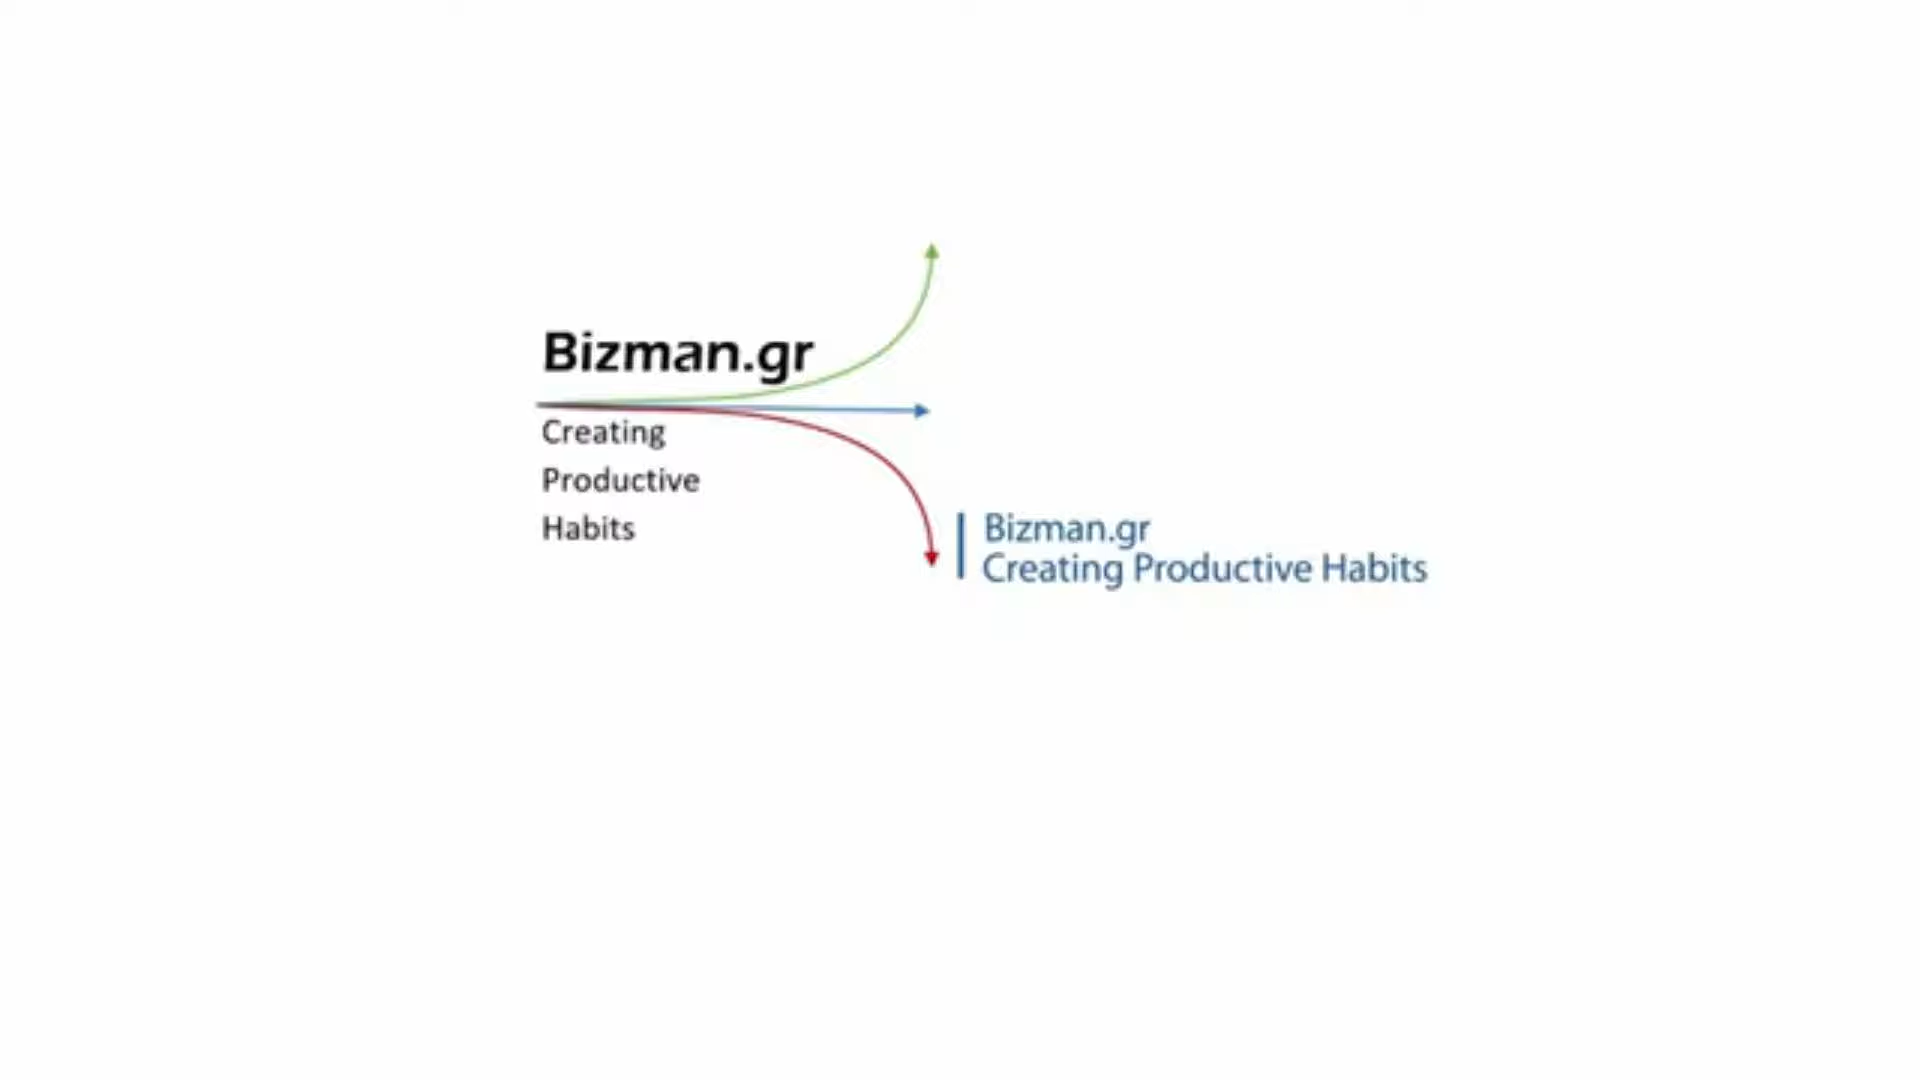 Bizman.gr
Creating
Productive
Habits
Bizman.gr
Creating Productive Habits